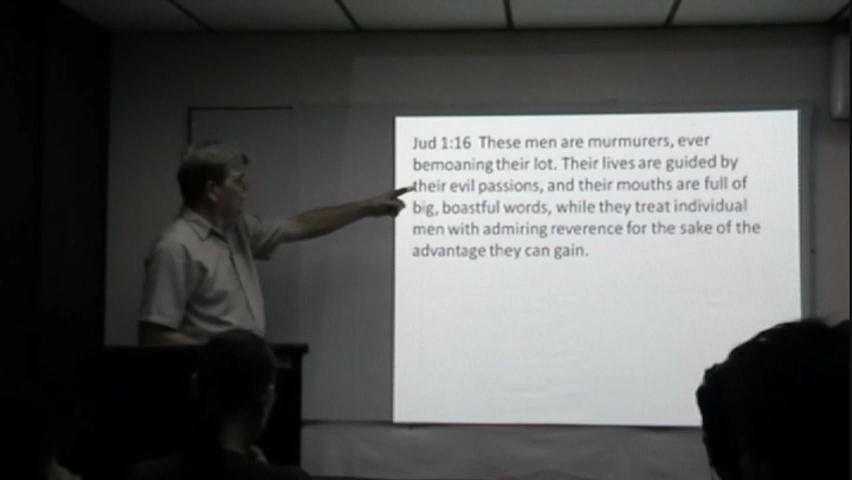 Jud 1:16 These men are murmurers, ever
bemoaning their lot. Their lives are guided by
their evil passions, and their mouths are full of
big, boastful words, while they treat individual
men with admiring reverence for the sake of the
advantage they can gain.